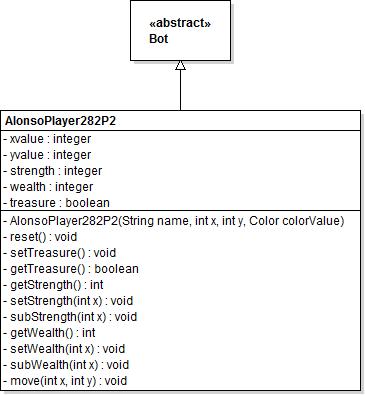 «abstract»
Bot
AlonsoPlayer282P2
- xvalue : integer
- yvalue : integer
- strength : integer
- wealth : integer
- treasure : boolean
- AlonsoPlayer282P2(String name, int x, int y, Color colorValue)
- reset() : void
- setTreasure() : void
- getTreasure() : boolean
- getStrength() : int
- setStrength(int x) : void
- subStrength(int x) : void
- getWealth() : int
- setWealth(int x) : void
- subWealth(int x) : void
- move(int x, int y) : void